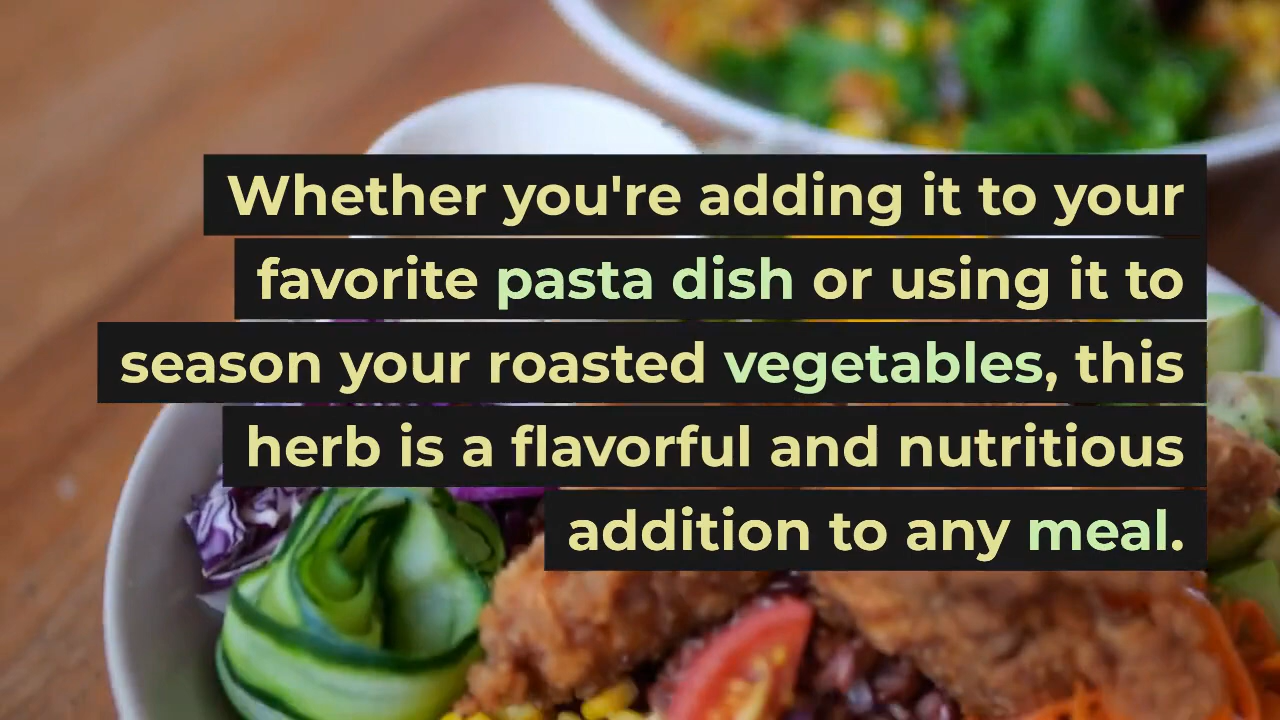 Whether you're adding it to your
favorite pasta dish or using it to
season your roasted vegetables, this
herb is a flavorful and nutritious
addition to any meal.